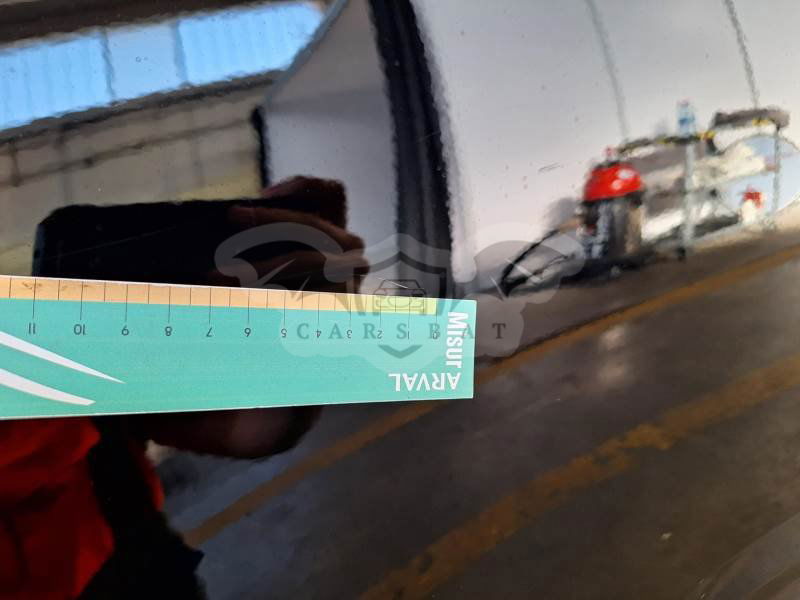 11 10 9 8 7 6 5 4 3 2 1 0
Misur
ARVAL
CARSBAT